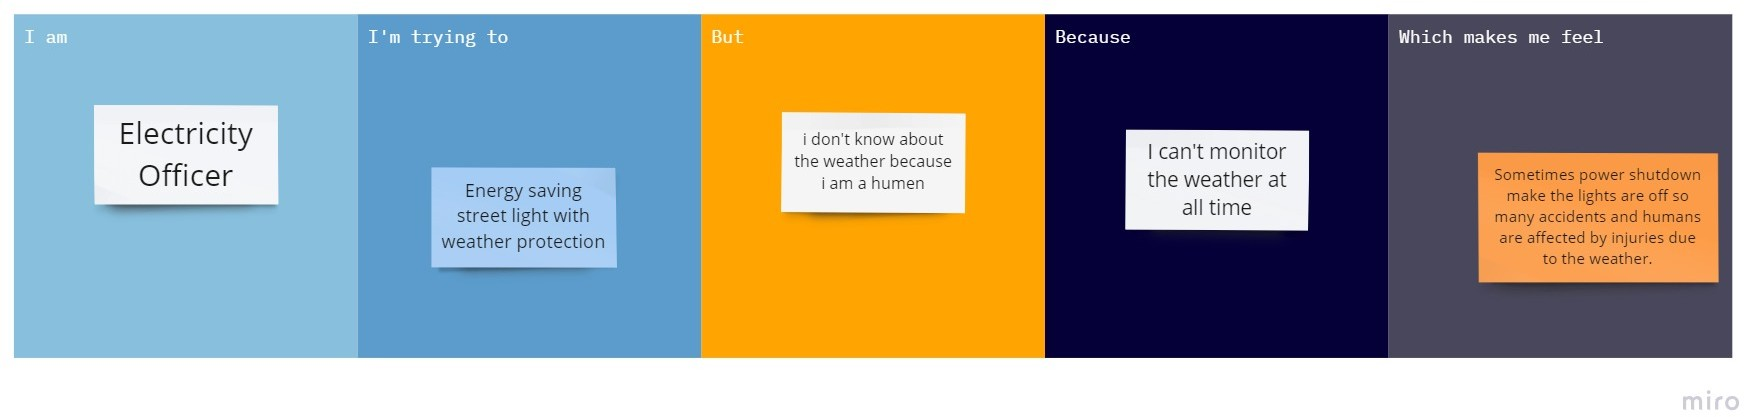 I am
Electricity
Officer
I'm trying to
Energy saving
street light with
weather protection
But
i don't know about
the weather because
i am a humen
Because
I can't monitor
the weather at
all time
Which makes me feel
Sometimes power shutdown
make the lights are off so
many accidents and humans
are affected by injuries due
to the weather.
miro